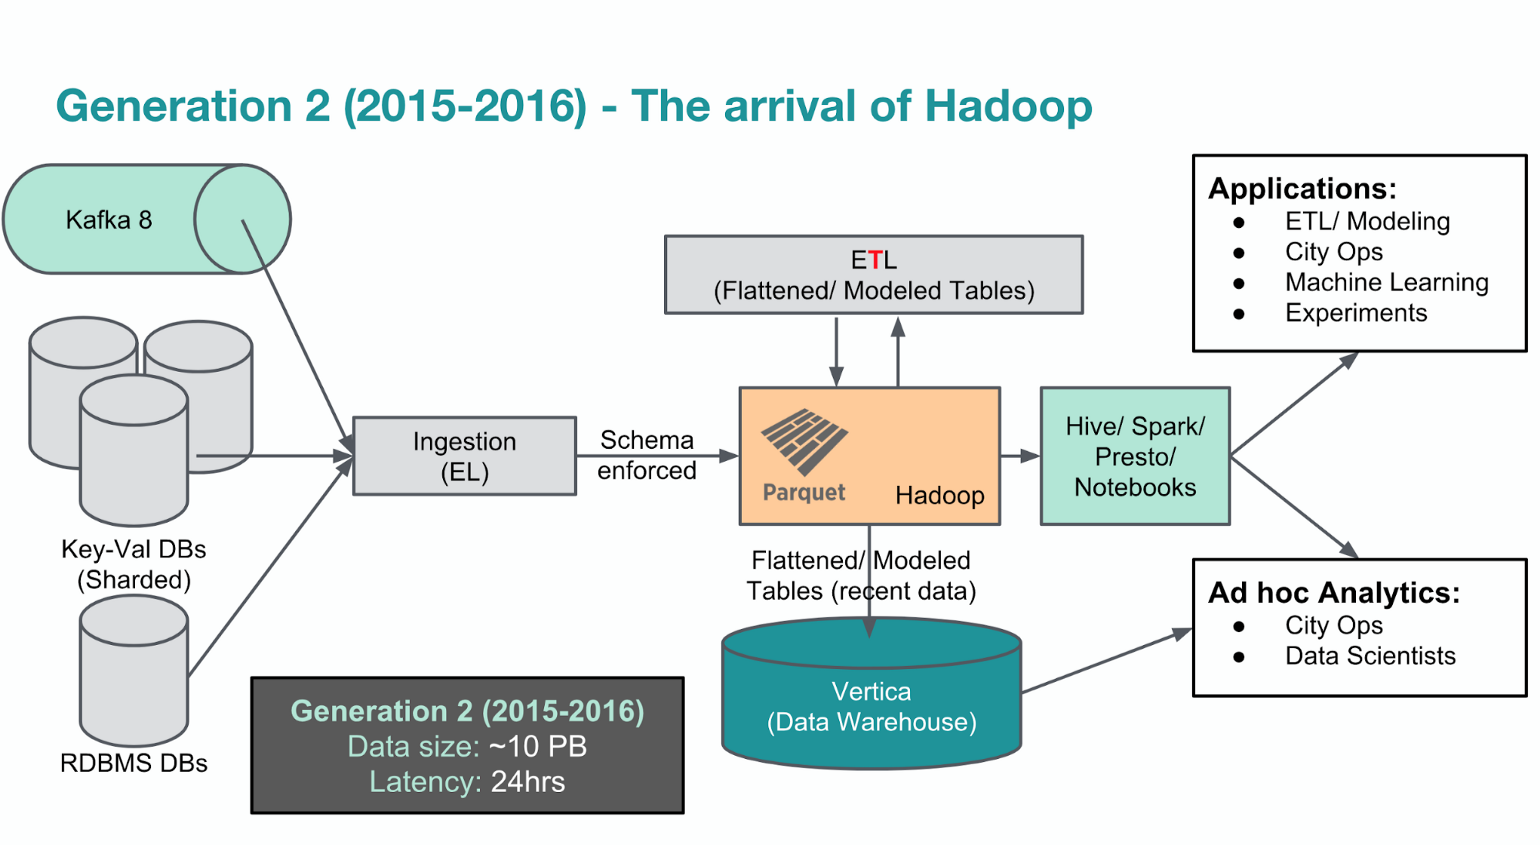 Generation 2 (2015-2016) - The arrival of Hadoop
Kafka 8
Key-Val DBs
(Sharded)
RDBMS DBs
Ingestion
(EL)
Schema
enforced
ETL
(Flattened/ Modeled Tables)
Parquet
Hadoop
Flattened/ Modeled
Tables (recent data)
Vertica
(Data Warehouse)
Hive/ Spark/
Presto/
Notebooks
Applications:
● ETL/ Modeling
● City Ops
● Machine Learning
● Experiments
Ad hoc Analytics:
● City Ops
● Data Scientists
Generation 2 (2015-2016)
Data size: ~10 PB
Latency: 24hrs